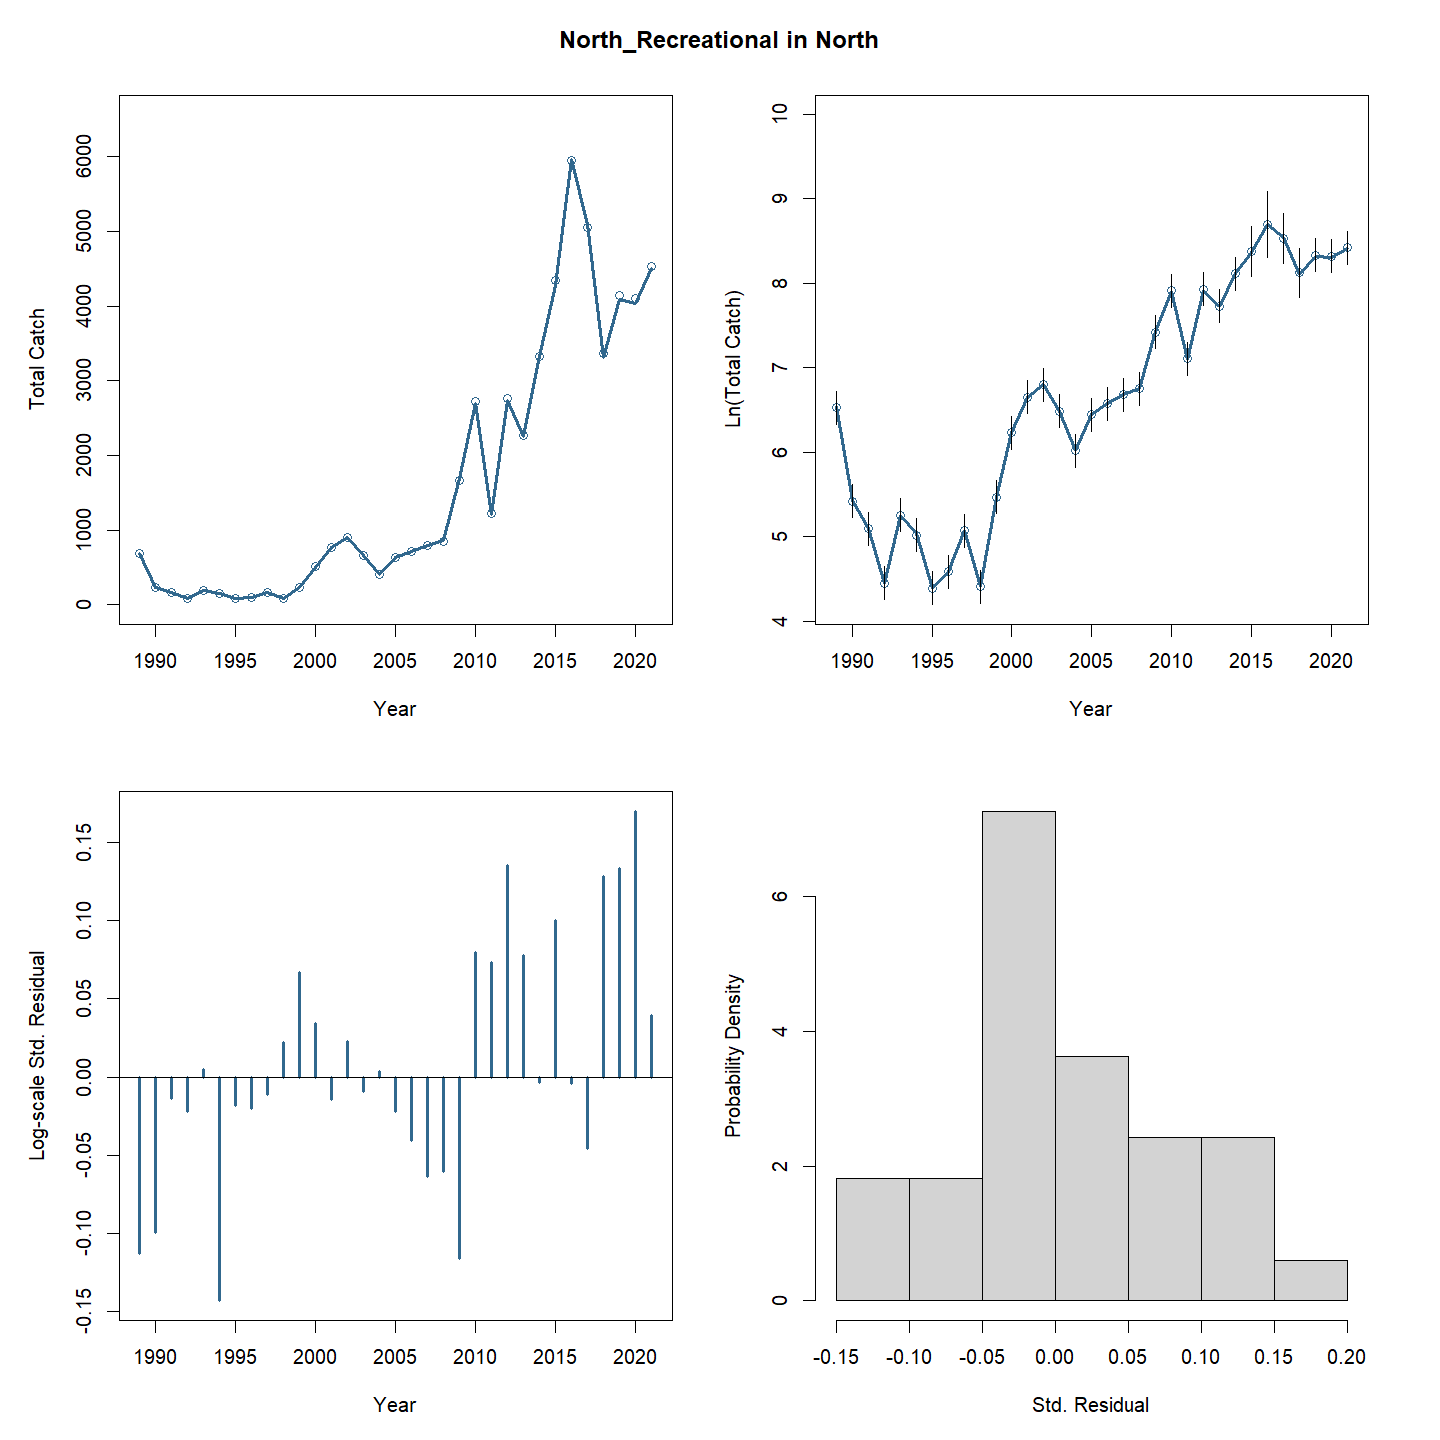 North_Recreational in North
Total Catch
0 1000 2000 3000 4000 5000 6000
1990 1995 2000 2005 2010 2015 2020
Year
Ln(Total Catch)
4 5 6 7 8 9 10
1990 1995 2000 2005 2010 2015 2020
Year
Log-scale Std. Residual
-0.15 -0.10 -0.05 0.00 0.05 0.10 0.15
1990 1995 2000 2005 2010 2015 2020
Year
Probability Density
0 2 4 6
-0.15 -0.10 -0.05 0.00 0.05 0.10 0.15 0.20
Std. Residual